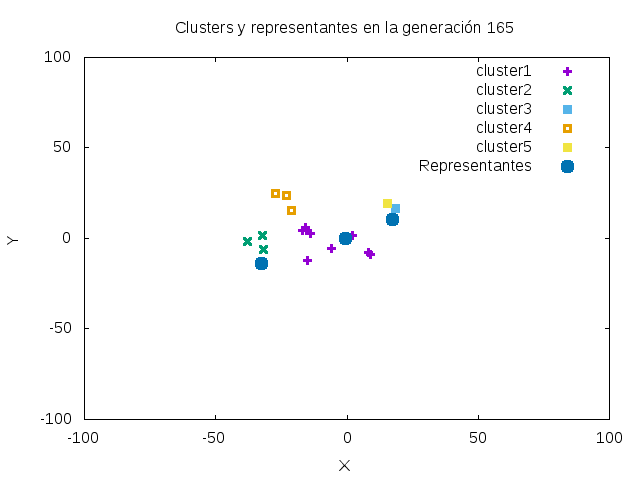 Clusters y representantes en la generación 165
100
50
0
-50
-100
-100 -50 0 50 100
Y
X
cluster1
cluster2
cluster3
cluster4
cluster5
Representantes